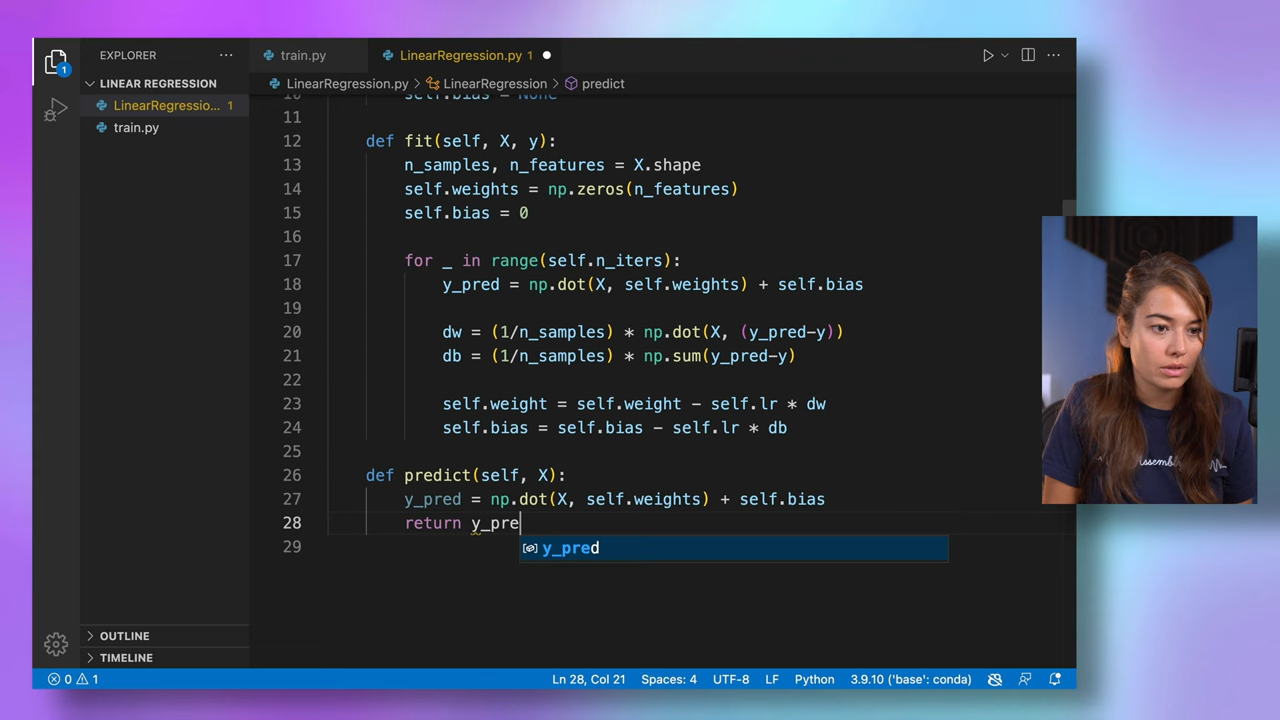 EXPLORER ...
train.py
LinearRegression.py 1
LINEAR REGRESSION
LinearRegression.py > LinearRegression > predict
LinearRegressio... 1
train.py
1
11
12 def fit(self, X, y):
13 n_samples, n_features = X.shape
14 self.weights = np.zeros(n_features)
15 self.bias = 0
16
17 for _ in range(self.n_iters):
18 y_pred = np.dot(X, self.weights) + self.bias
19
20 dw = (1/n_samples) * np.dot(X, (y_pred-y))
21 db = (1/n_samples) * np.sum(y_pred-y)
22
23 self.weight = self.weight - self.lr * dw
24 self.bias = self.bias - self.lr * db
25
26 def predict(self, X):
27 y_pred = np.dot(X, self.weights) + self.bias
28 return y_pre
y_pred
29
OUTLINE
TIMELINE
0 1
Ln 28, Col 21 Spaces: 4 UTF-8 LF Python 3.9.10 ('base': conda)